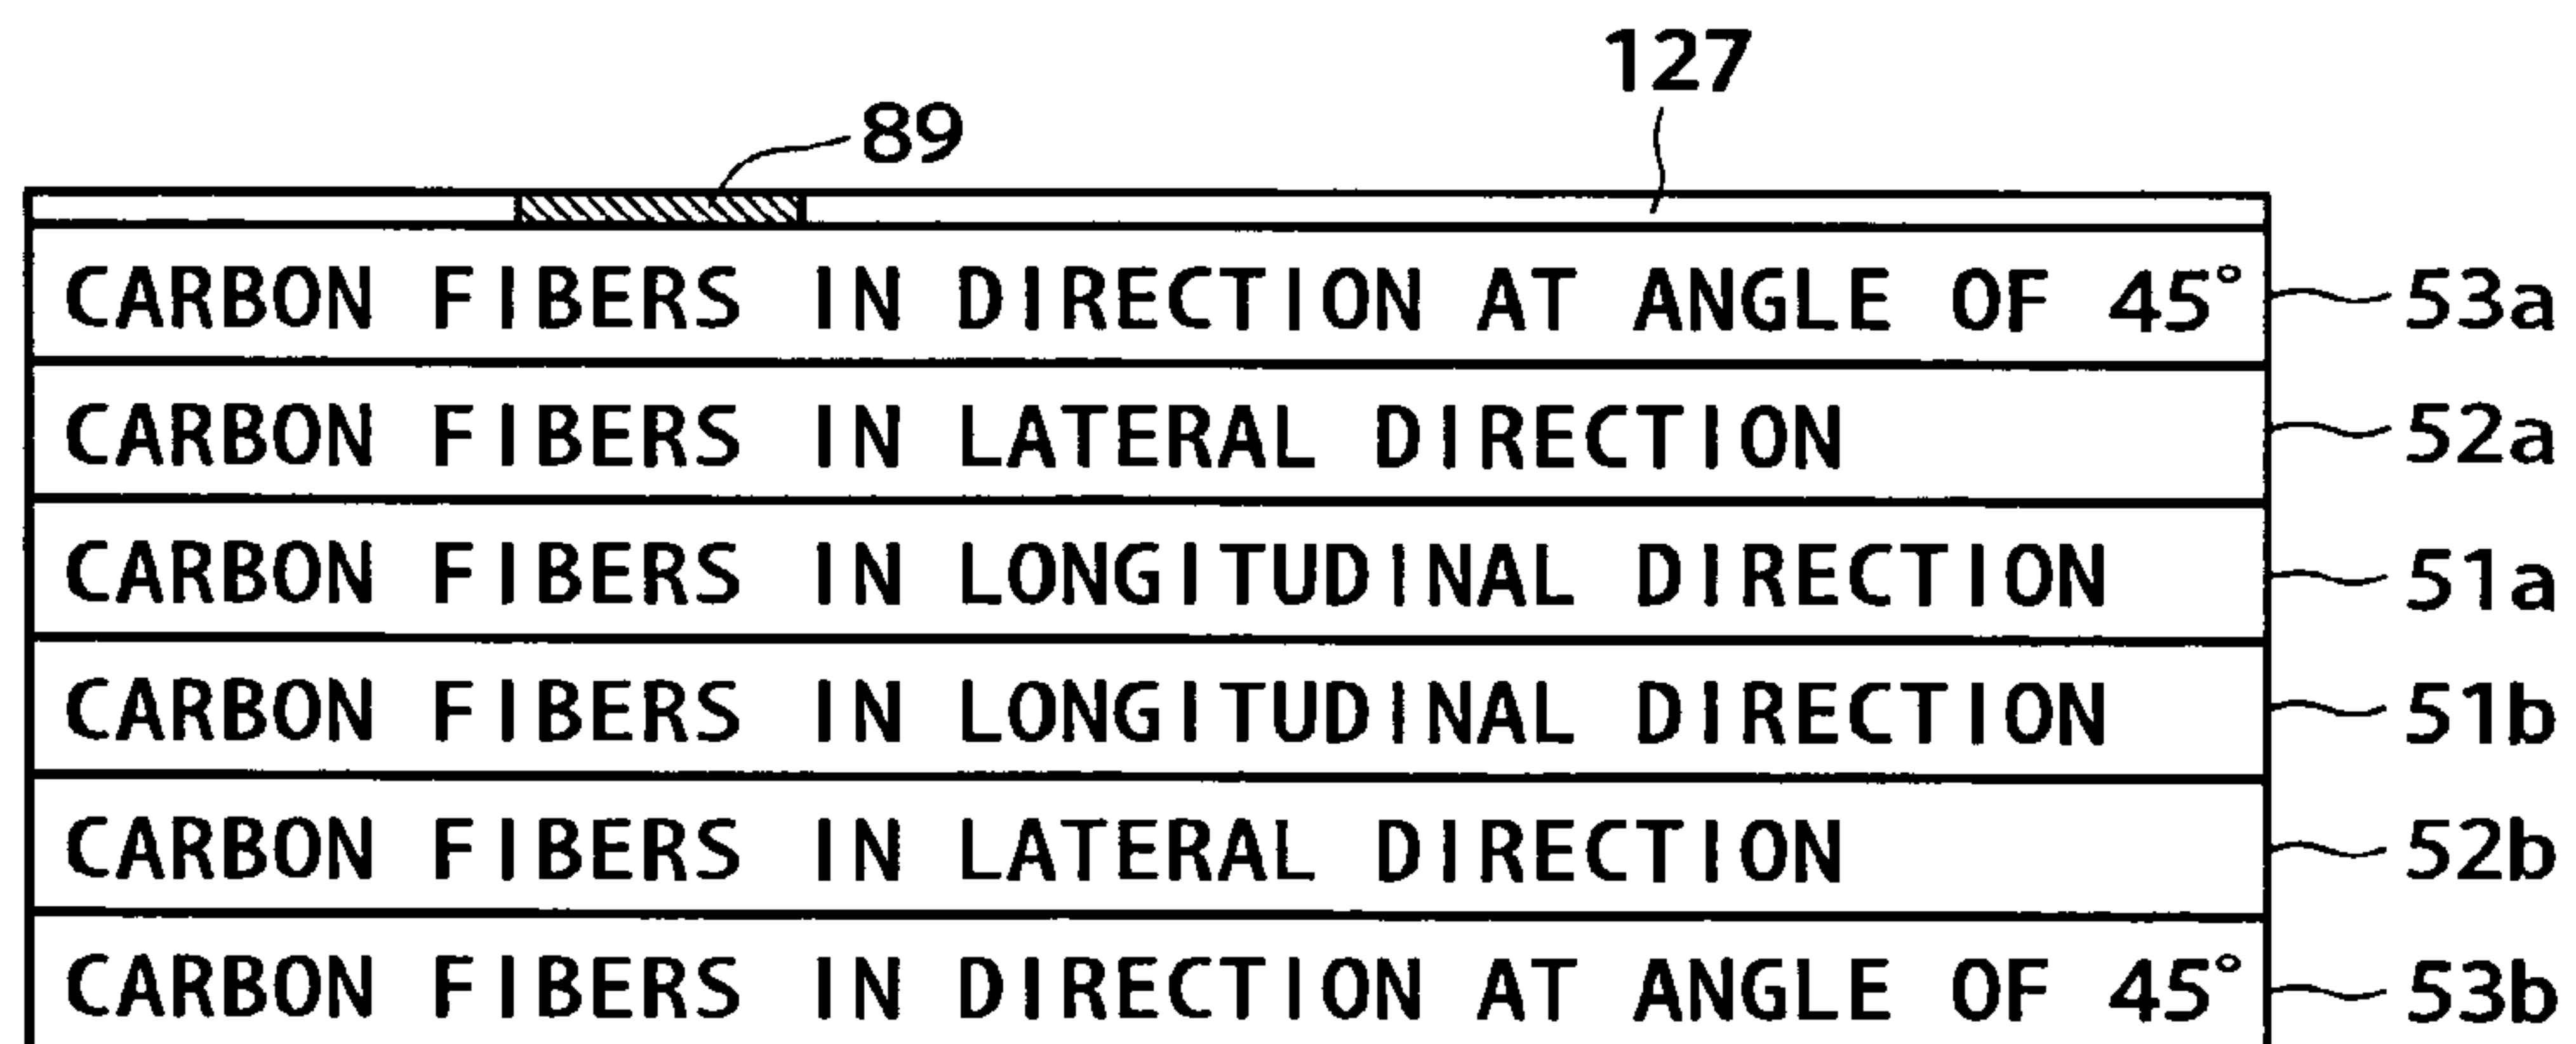 127
89
CARBON FIBERS IN DIRECTION AT ANGLE OF 45° 53a
CARBON FIBERS IN LATERAL DIRECTION 52a
CARBON FIBERS IN LONGITUDINAL DIRECTION 51a
CARBON FIBERS IN LONGITUDINAL DIRECTION 51b
CARBON FIBERS IN LATERAL DIRECTION 52b
CARBON FIBERS IN DIRECTION AT ANGLE OF 45° 53b